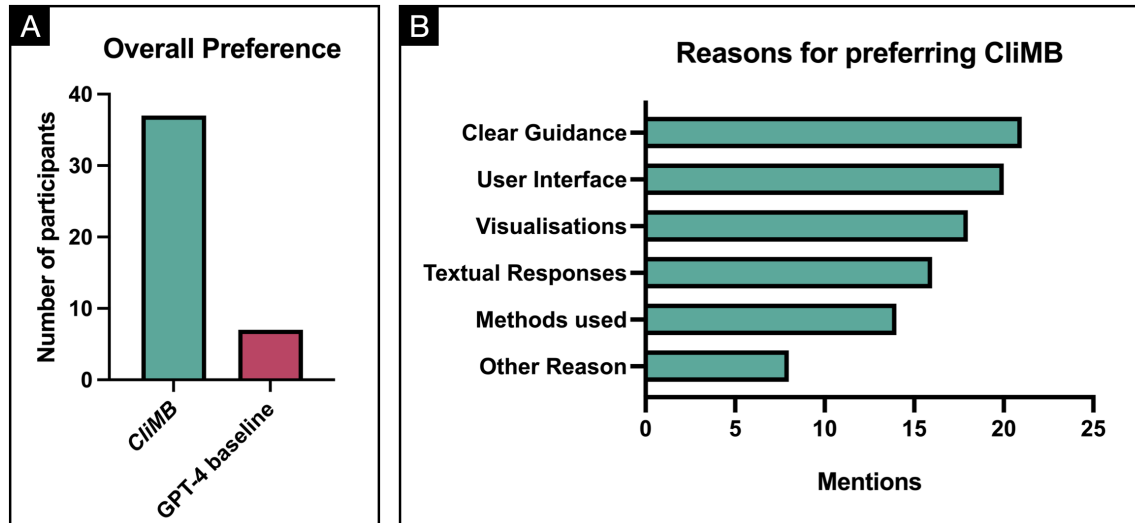 A
Overall Preference
Number of participants
40
30
20
10
0
CliMB
GPT-4 baseline
B
Reasons for preferring CliMB
Clear Guidance
User Interface
Visualisations
Textual Responses
Methods used
Other Reason
0 5 10 15 20 25
Mentions